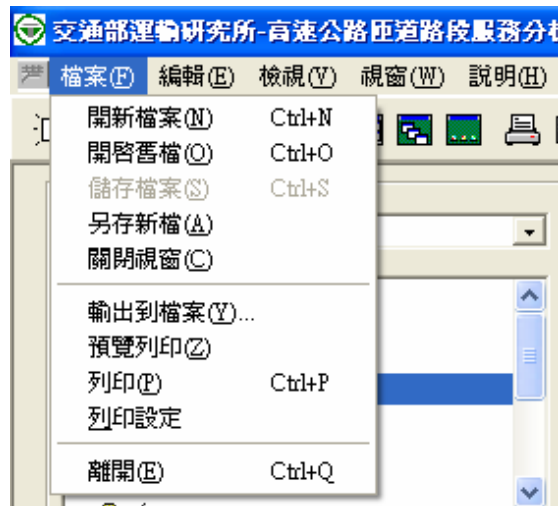 交通部運輸研究所-高速公路匝道路段服務分析
檔案(F) 編輯(E) 檢視(V) 視窗(W) 說明(H)
開新檔案(N) Ctrl+N
開啓舊檔(O) Ctrl+O
儲存檔案(S) Ctrl+S
另存新檔(A)
關閉視窗(C)
輸出到檔案(Y)...
預覽列印(Z)
列印(P) Ctrl+P
列印設定
離開(E) Ctrl+Q